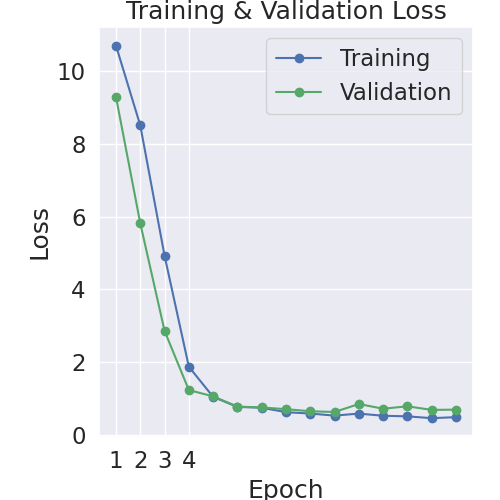 Training & Validation Loss
Training
Validation
Loss
10
8
6
4
2
0
1 2 3 4
Epoch